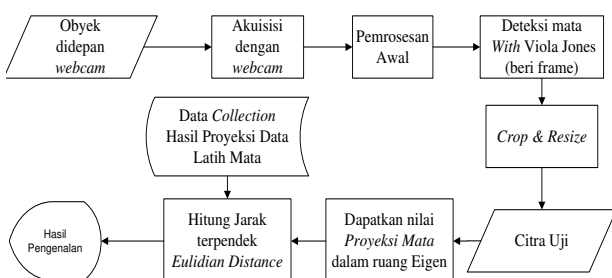 Obyek
didepan
webcam
Akuisisi
dengan
webcam
Pemrosesan
Awal
Deteksi mata
With Viola Jones
(beri frame)
Data Collection
Hasil Proyeksi Data
Latih Mata
Crop & Resize
Hasil
Pengenalan
Hitung Jarak
terpendek
Eulidian Distance
Dapatkan nilai
Proyeksi Mata
dalam ruang Eigen
Citra Uji